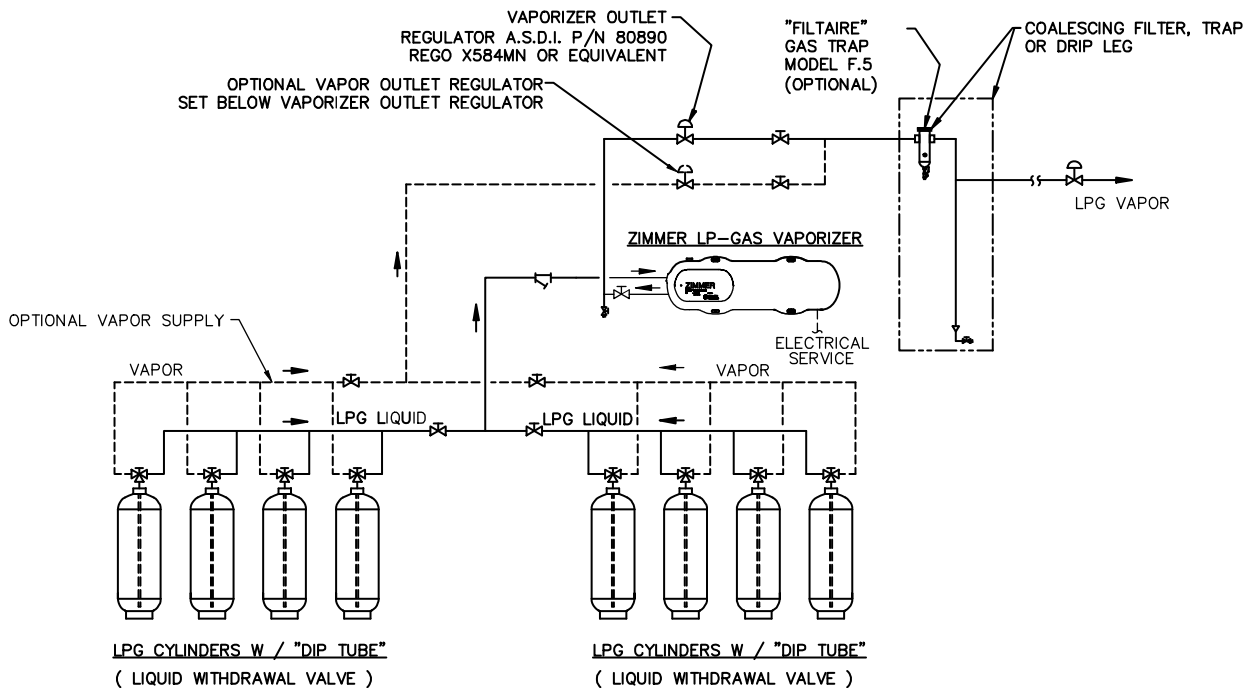 VAPORIZER OUTLET
REGULATOR A.S.D.I. P/N 80890
REGO X584MN OR EQUIVALENT
OPTIONAL VAPOR OUTLET REGULATOR
SET BELOW VAPORIZER OUTLET REGULATOR
"FILTAIRE"
GAS TRAP
MODEL F.5
(OPTIONAL)
COALESCING FILTER, TRAP
OR DRIP LEG
LPG VAPOR
ZIMMER LP-GAS VAPORIZER
ZIMMER
ELECTRICAL
SERVICE
OPTIONAL VAPOR SUPPLY
VAPOR
VAPOR
LPG LIQUID
LPG LIQUID
LPG CYLINDERS W / "DIP TUBE"
( LIQUID WITHDRAWAL VALVE )
LPG CYLINDERS W / "DIP TUBE"
( LIQUID WITHDRAWAL VALVE )